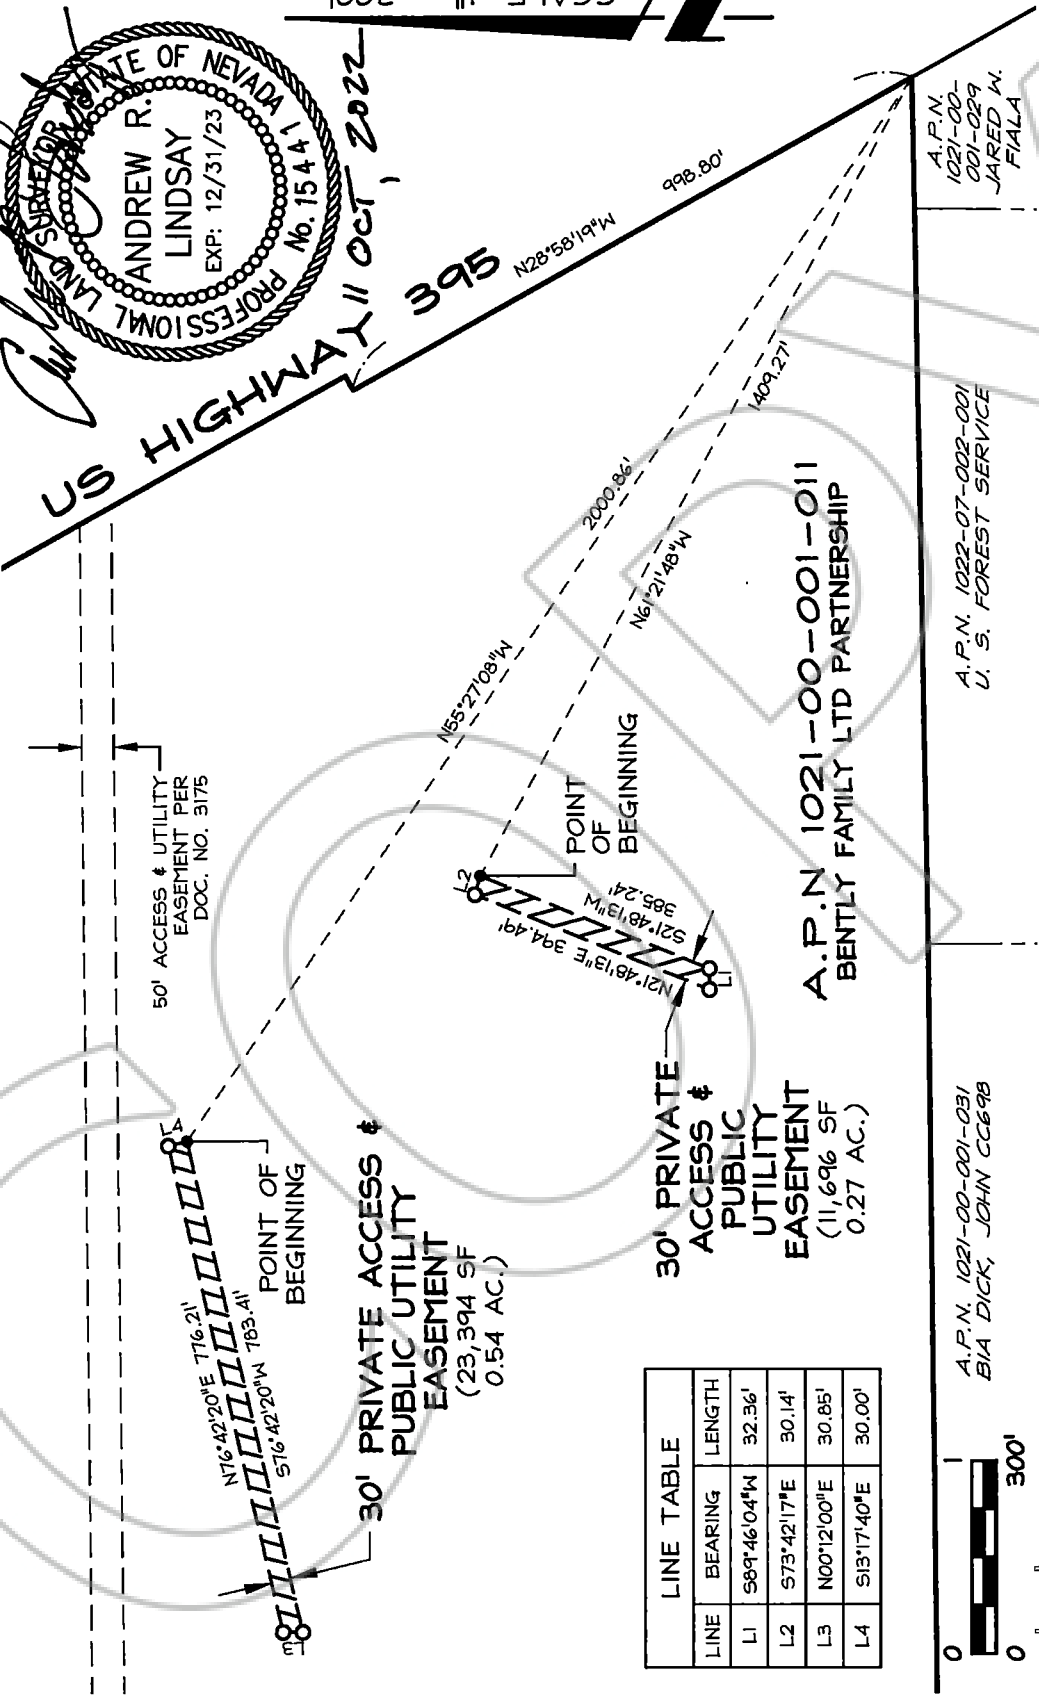 US HIGHWAY 395
N28°58'19"W
998.80'
STATE OF NEVADA
PROFESSIONAL LAND SURVEYOR
ANDREW R.
LINDSAY
EXP: 12/31/23
No. 15441
11 OCT, 2022
50' ACCESS & UTILITY
EASEMENT PER
DOC. NO. 3175
2000.86'
N55°27'08"W
1409.27'
N61°21'48"W
L4
POINT OF
BEGINNING
N76°42'20"E 776.21'
S76°42'20"W 783.41'
L3
30' PRIVATE ACCESS &
PUBLIC UTILITY
EASEMENT
(23,394 SF
0.54 AC.)
L2
POINT
OF
BEGINNING
S21°48'13"W
385.24'
N21°48'13"E 394.49'
L1
30' PRIVATE
ACCESS &
PUBLIC
UTILITY
EASEMENT
(11,696 SF
0.27 AC.)
A.P.N 1021-00-001-011
BENTLY FAMILY LTD PARTNERSHIP
A.P.N.
1021-00-
001-029
JARED W.
FIALA
A.P.N. 1022-07-002-001
U. S. FOREST SERVICE
A.P.N. 1021-00-001-031
BIA DICK, JOHN CC698
LINE TABLE
LINE BEARING LENGTH
L1 S89°46'04"W 32.36'
L2 S73°42'17"E 30.14'
L3 N00°12'00"E 30.85'
L4 S13°17'40"E 30.00'
0
0 300'
COPY